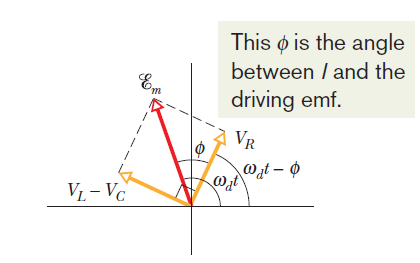 This ϕ is the angle
between I and the
driving emf.
ℰm
VR
ϕ
ωdt – ϕ
ωdt
VL – VC